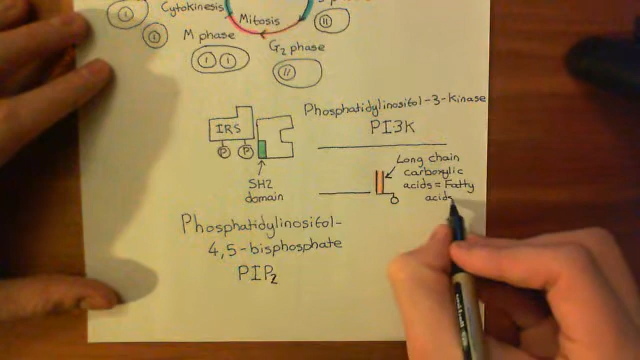 Cytokinesis
Mitosis
M phase
G2 phase
Phosphatidylinositol-3-kinase
PI3K
IRS
P P
SH2
domain
Long chain
carboxylic
acids = Fatty
acids
Phosphatidylinositol-
4,5-bisphosphate
PIP2